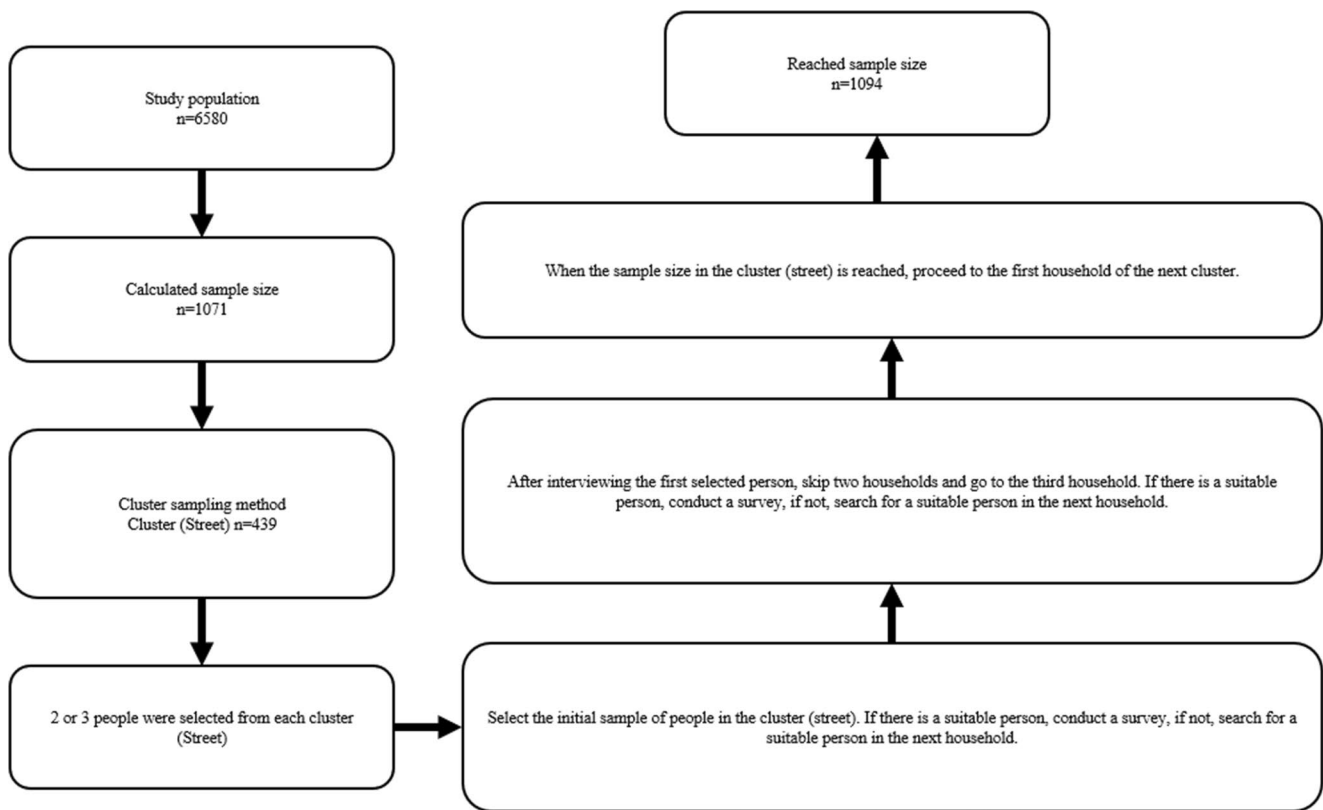 Study population
n=6580
Calculated sample size
n=1071
Cluster sampling method
Cluster (Street) n=439
2 or 3 people were selected from each cluster
(Street)
Select the initial sample of people in the cluster (street). If there is a suitable person, conduct a survey, if not, search for a
suitable person in the next household.
After interviewing the first selected person, skip two households and go to the third household. If there is a suitable
person, conduct a survey, if not, search for a suitable person in the next household.
When the sample size in the cluster (street) is reached, proceed to the first household of the next cluster.
Reached sample size
n=1094